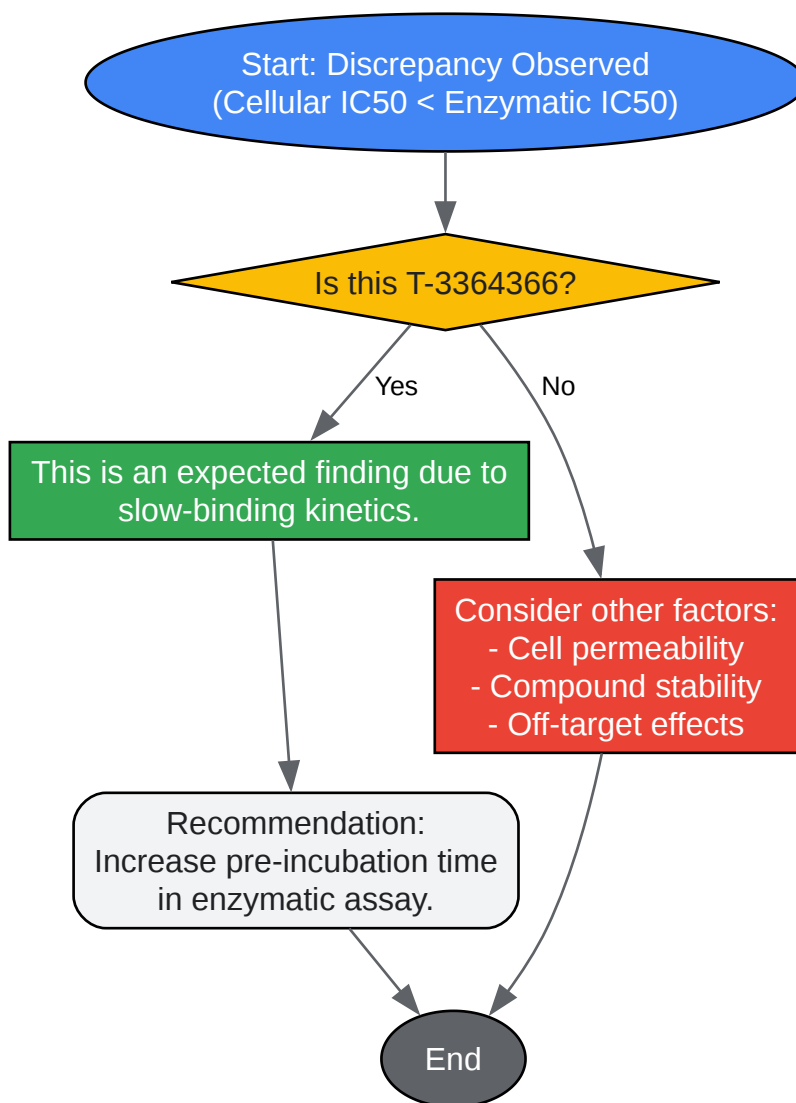 Start: Discrepancy Observed
(Cellular IC50 < Enzymatic IC50)
Is this T-3364366?
Yes
No
This is an expected finding due to
slow-binding kinetics.
Consider other factors:
- Cell permeability
- Compound stability
- Off-target effects
Recommendation:
Increase pre-incubation time
in enzymatic assay.
End